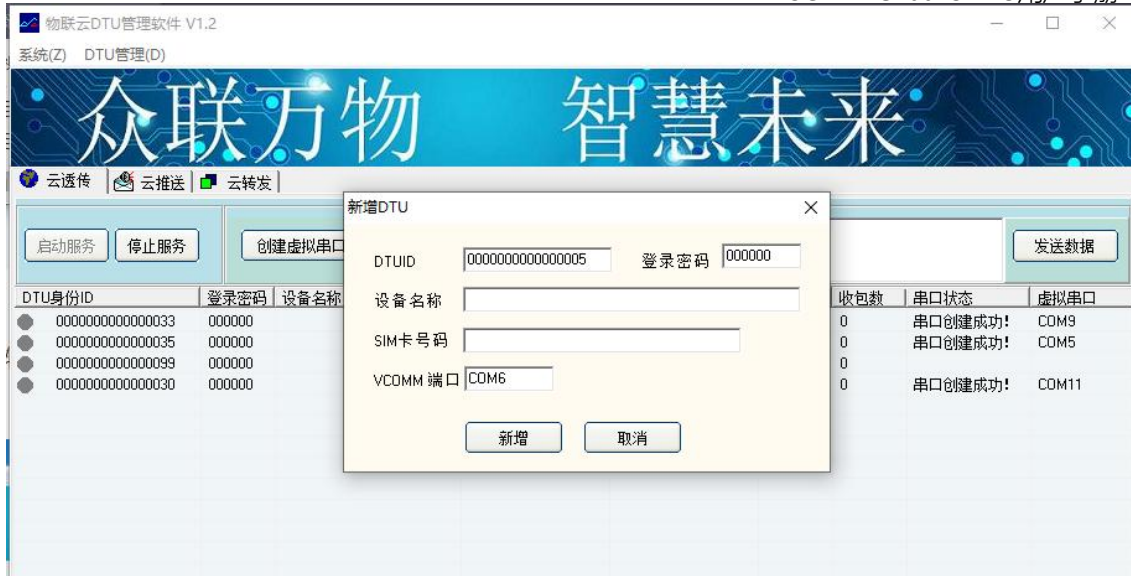 物联云DTU管理软件 V1.2
系统(Z) DTU管理(D)
众联万物 智慧未来
云透传 云推送 云转发
新增DTU
启动服务 停止服务 创建虚拟串口 发送数据
DTUID 0000000000000005 登录密码 000000
设备名称
SIM卡号码
VCOMM 端口 COM6
新增 取消
DTU身份ID 登录密码 设备名称 收包数 串口状态 虚拟串口
0000000000000033 000000 0 串口创建成功! COM9
0000000000000035 000000 0 串口创建成功! COM5
0000000000000099 000000 0
0000000000000030 000000 0 串口创建成功! COM11